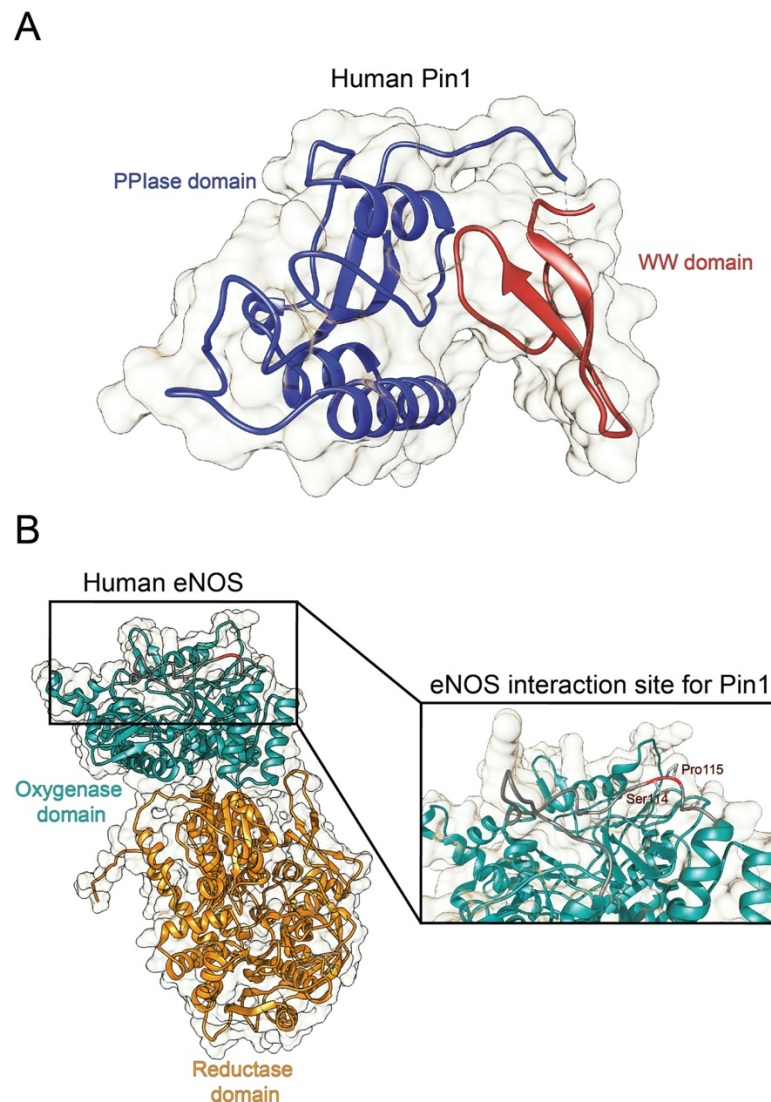 A
Human Pin1
PPIase domain
WW domain
B
Human eNOS
eNOS interaction site for Pin1
Pro115
Ser114
Oxygenase
domain
Reductase
domain